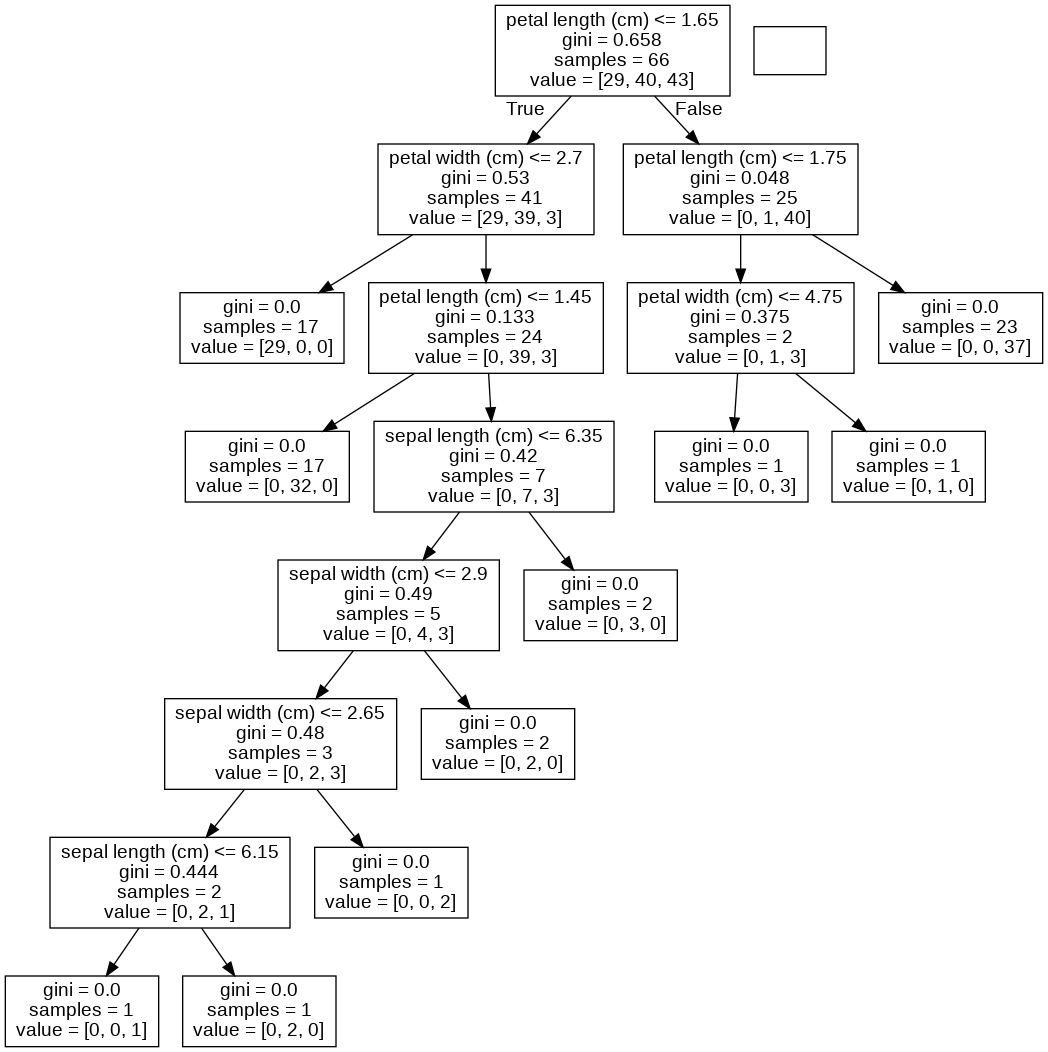 petal length (cm) <= 1.65
gini = 0.658
samples = 66
value = [29, 40, 43]
True
False
petal width (cm) <= 2.7
gini = 0.53
samples = 41
value = [29, 39, 3]
petal length (cm) <= 1.75
gini = 0.048
samples = 25
value = [0, 1, 40]
gini = 0.0
samples = 17
value = [29, 0, 0]
petal length (cm) <= 1.45
gini = 0.133
samples = 24
value = [0, 39, 3]
petal width (cm) <= 4.75
gini = 0.375
samples = 2
value = [0, 1, 3]
gini = 0.0
samples = 23
value = [0, 0, 37]
gini = 0.0
samples = 17
value = [0, 32, 0]
sepal length (cm) <= 6.35
gini = 0.42
samples = 7
value = [0, 7, 3]
gini = 0.0
samples = 1
value = [0, 0, 3]
gini = 0.0
samples = 1
value = [0, 1, 0]
sepal width (cm) <= 2.9
gini = 0.49
samples = 5
value = [0, 4, 3]
gini = 0.0
samples = 2
value = [0, 3, 0]
sepal width (cm) <= 2.65
gini = 0.48
samples = 3
value = [0, 2, 3]
gini = 0.0
samples = 2
value = [0, 2, 0]
sepal length (cm) <= 6.15
gini = 0.444
samples = 2
value = [0, 2, 1]
gini = 0.0
samples = 1
value = [0, 0, 2]
gini = 0.0
samples = 1
value = [0, 0, 1]
gini = 0.0
samples = 1
value = [0, 2, 0]